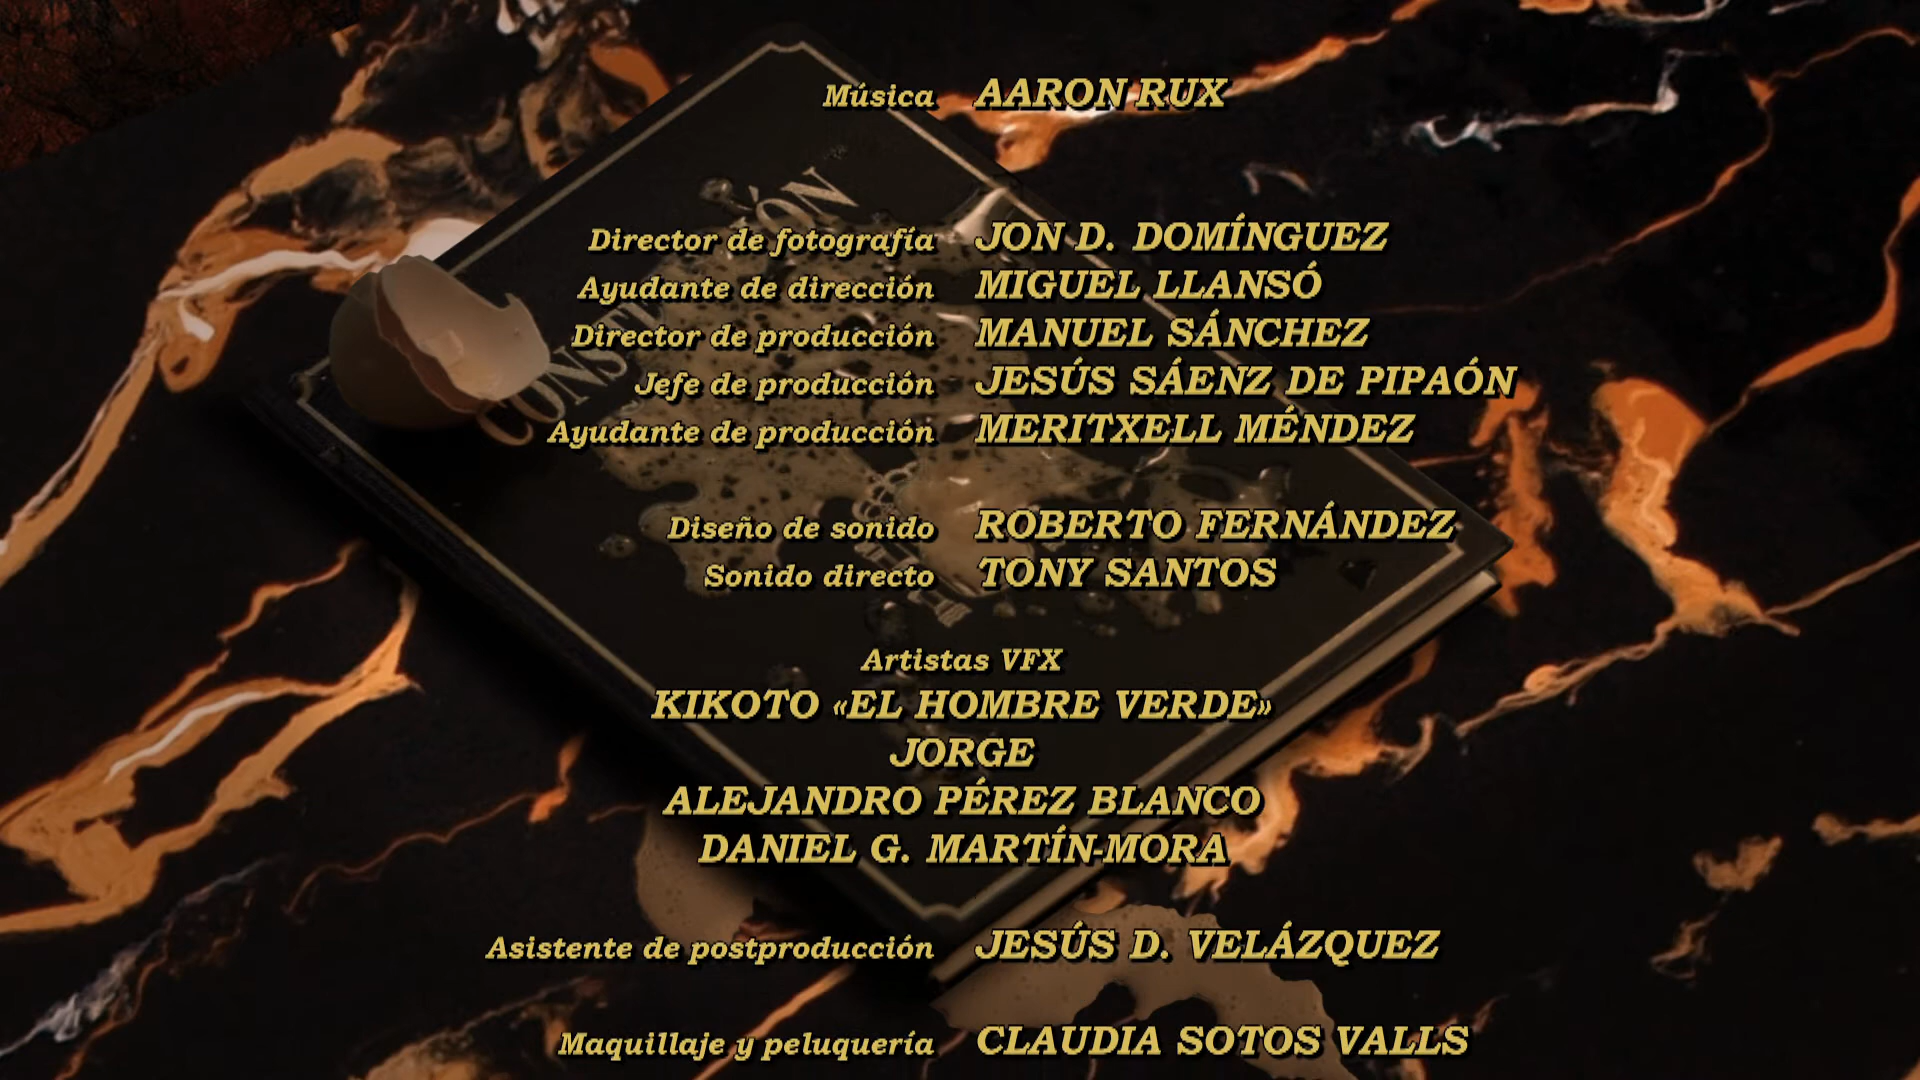 Música AARON RUX
Director de fotografía JON D. DOMÍNGUEZ
Ayudante de dirección MIGUEL LLANSÓ
Director de producción MANUEL SÁNCHEZ
Jefe de producción JESÚS SÁENZ DE PIPAÓN
Ayudante de producción MERITXELL MÉNDEZ
Diseño de sonido ROBERTO FERNÁNDEZ
Sonido directo TONY SANTOS
Artistas VFX
KIKOTO «EL HOMBRE VERDE»
JORGE
ALEJANDRO PÉREZ BLANCO
DANIEL G. MARTÍN-MORA
Asistente de postproducción JESÚS D. VELÁZQUEZ
Maquillaje y peluquería CLAUDIA SOTOS VALLS